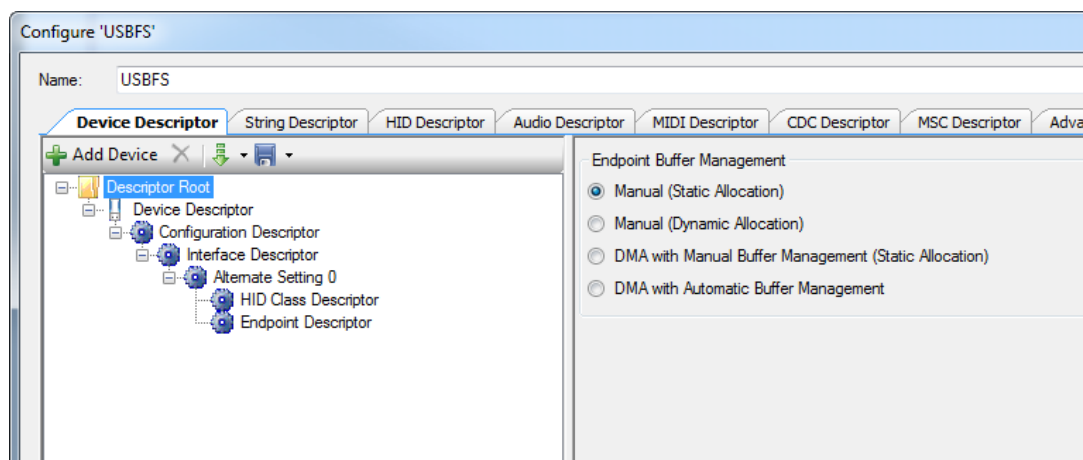 Configure 'USBFS'
Name: USBFS
Device Descriptor String Descriptor HID Descriptor Audio Descriptor MIDI Descriptor CDC Descriptor MSC Descriptor Adva
Add Device
Descriptor Root
Device Descriptor
Configuration Descriptor
Interface Descriptor
Alternate Setting 0
HID Class Descriptor
Endpoint Descriptor
Endpoint Buffer Management
Manual (Static Allocation)
Manual (Dynamic Allocation)
DMA with Manual Buffer Management (Static Allocation)
DMA with Automatic Buffer Management